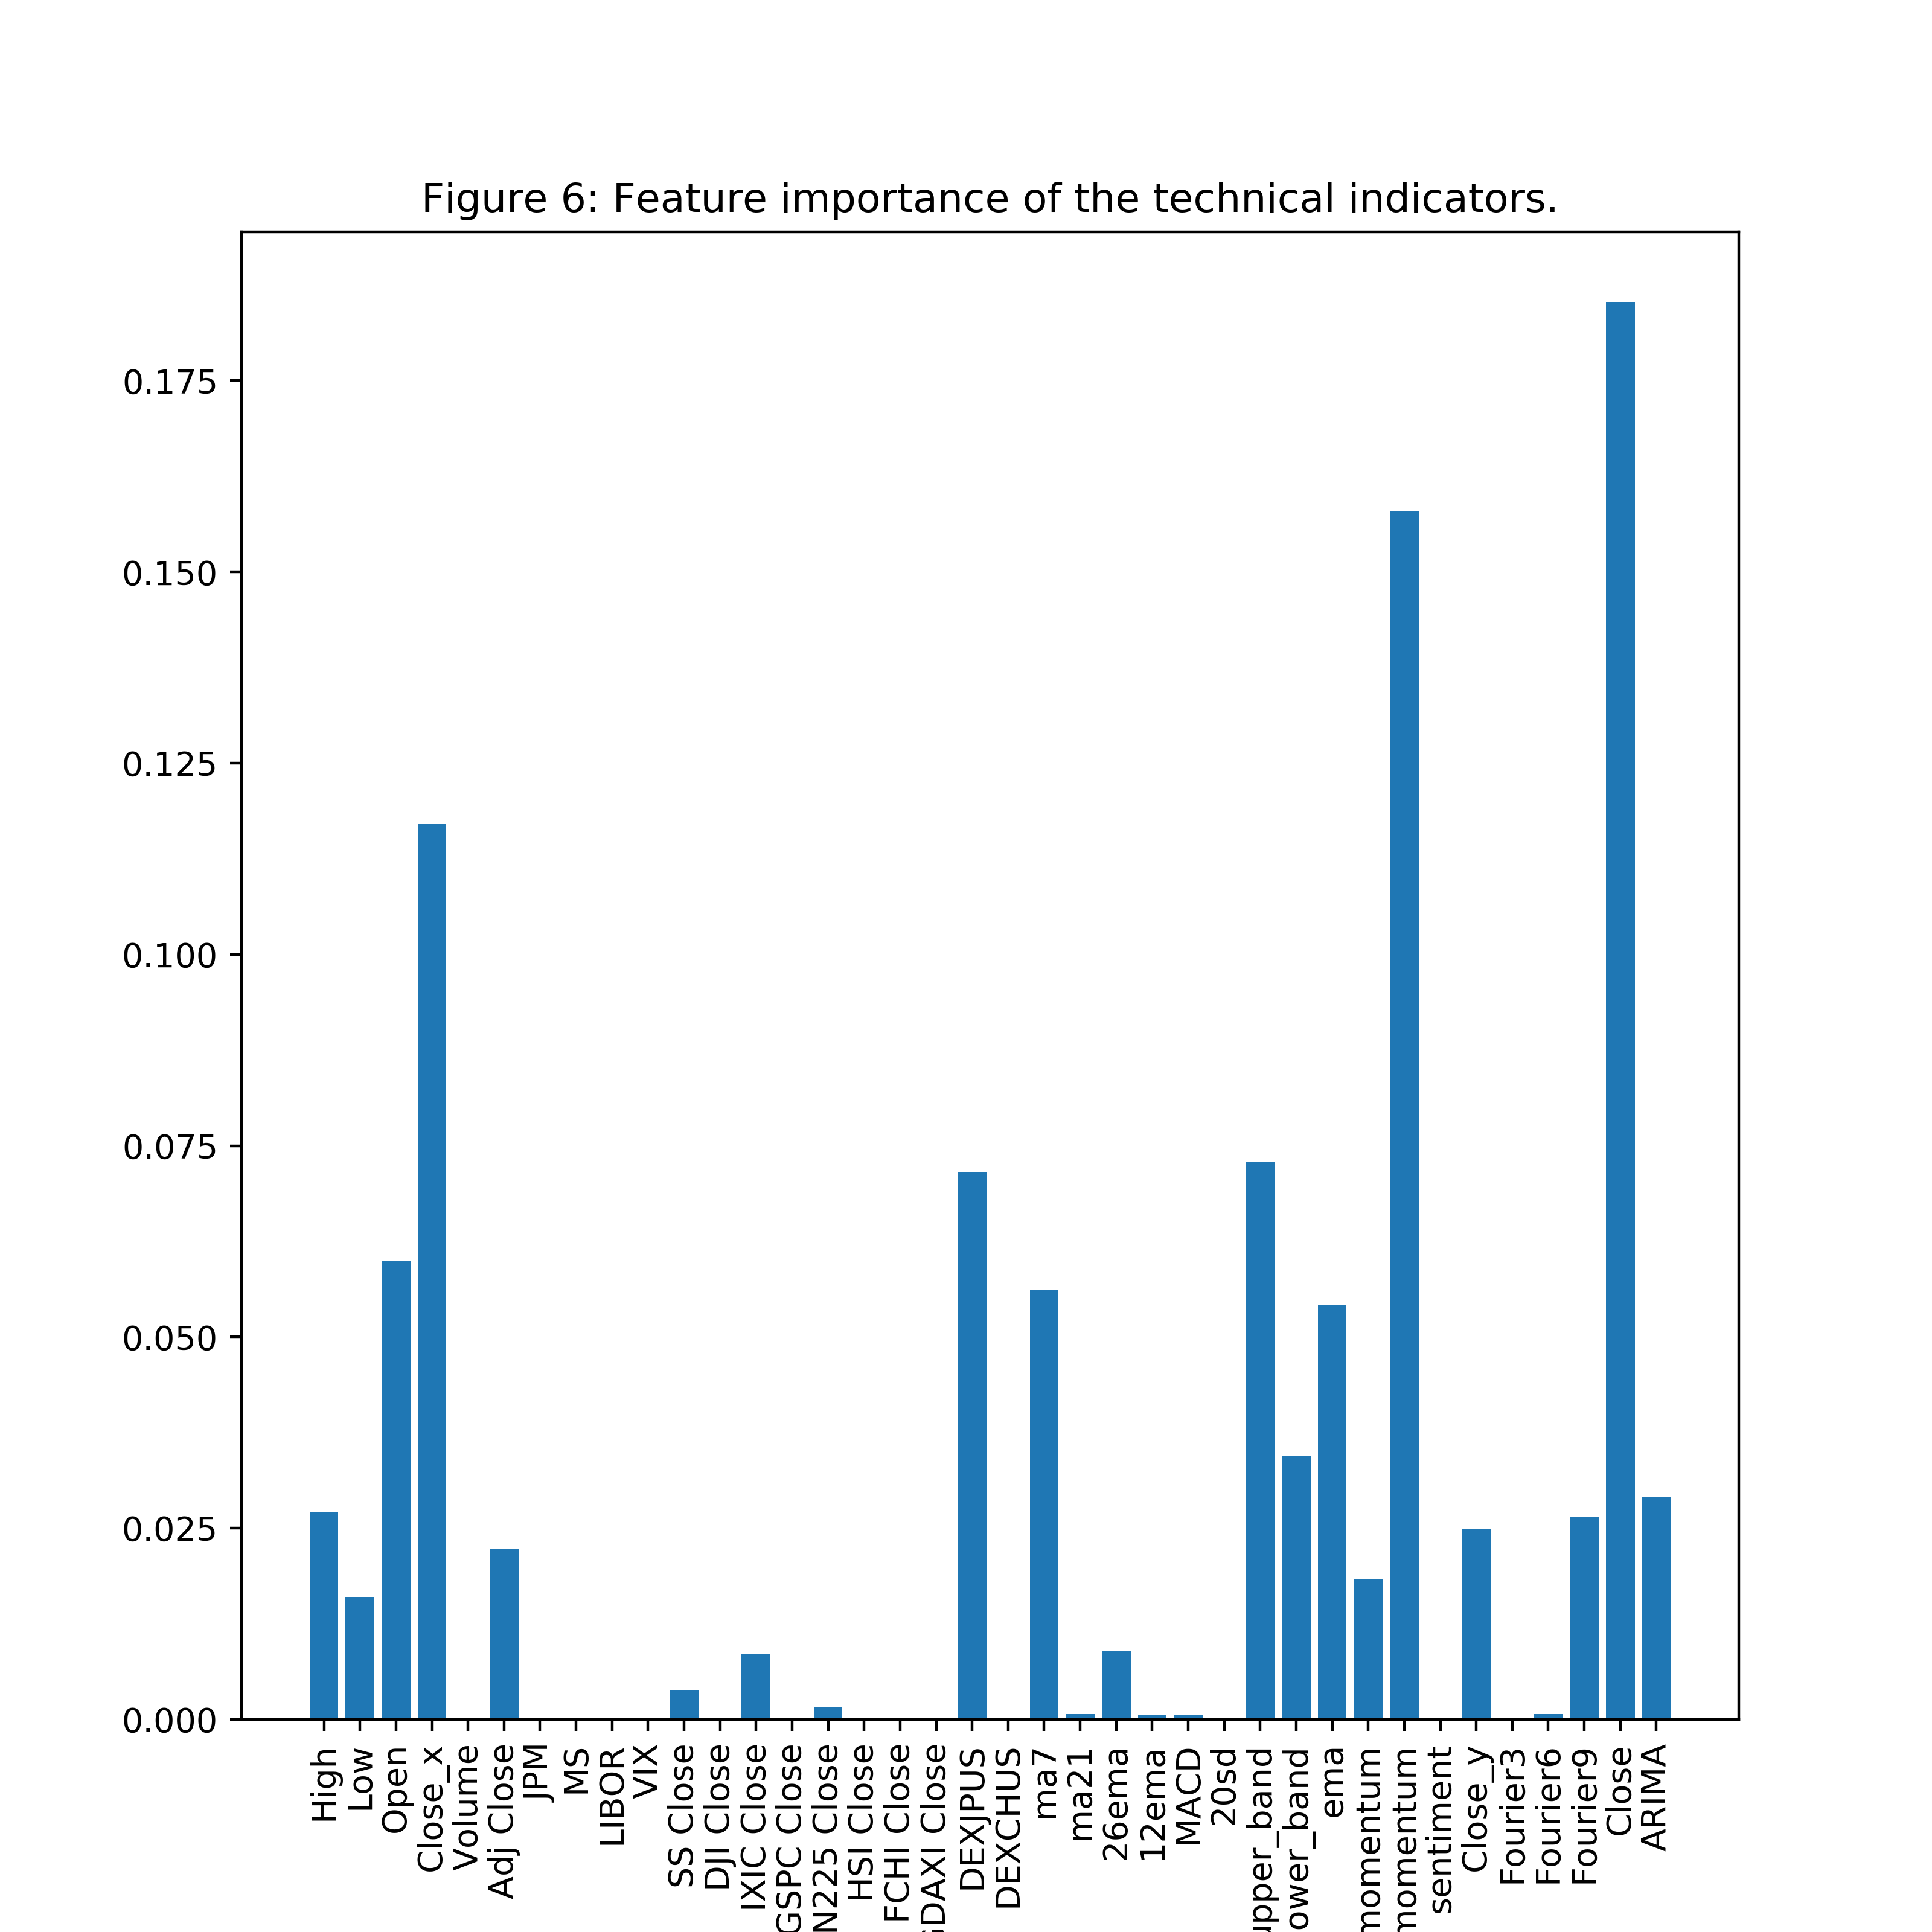 Figure 6: Feature importance of the technical indicators.
0.175
0.150
0.125
0.100
0.075
0.050
0.025
0.000
High
Low
Open
Close_x
Volume
Adj Close
JPM
MS
LIBOR
VIX
SS Close
DJI Close
IXIC Close
GSPC Close
N225 Close
HSI Close
FCHI Close
GDAXI Close
DEXJPUS
DEXCHUS
ma7
ma21
26ema
12ema
MACD
20sd
upper_band
ower_band
ema
momentum
momentum
sentiment
Close_y
Fourier3
Fourier6
Fourier9
Close
ARIMA